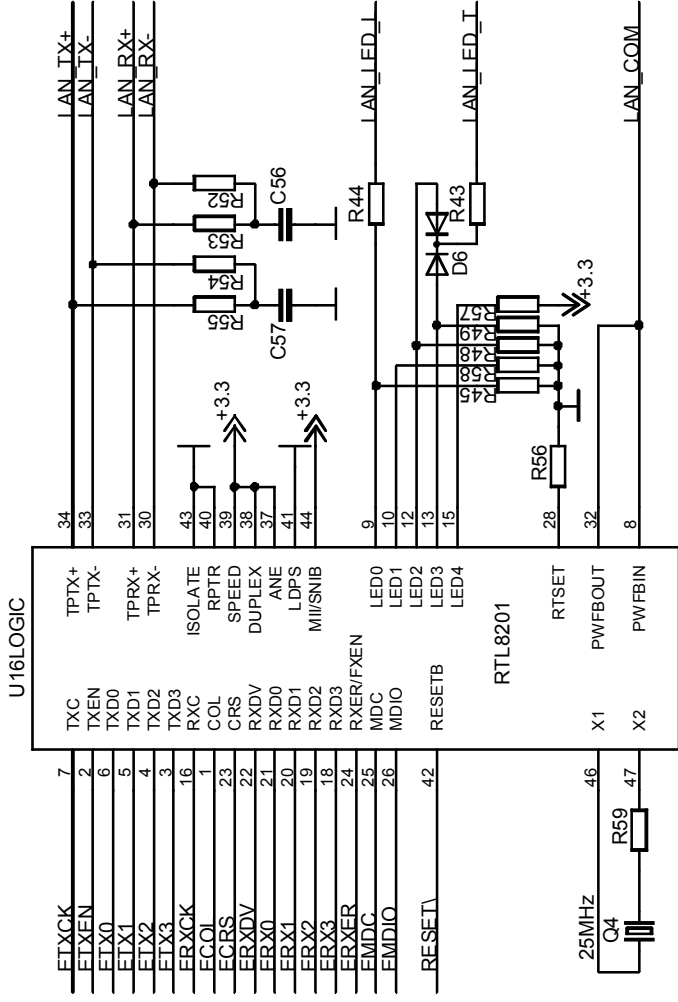 U16LOGIC
RTL8201
ETXCK 7 TXC
ETXEN 2 TXEN
ETX0 6 TXD0
ETX1 5 TXD1
ETX2 4 TXD2
ETX3 3 TXD3
ERXCK 16 RXC
ECOL 1 COL
ECRS 23 CRS
ERXDV 22 RXDV
ERX0 21 RXD0
ERX1 20 RXD1
ERX2 19 RXD2
ERX3 18 RXD3
ERXER 24 RXER/FXEN
EMDC 25 MDC
EMDIO 26 MDIO
RESET\ 42 RESETB
46 X1
47 X2
25MHz
Q4
R59
TPTX+ 34 LAN_TX+
TPTX- 33 LAN_TX-
TPRX+ 31 LAN_RX+
TPRX- 30 LAN_RX-
ISOLATE 43
RPTR 40
SPEED 39
DUPLEX 38
ANE 37
LDPS 41
MII/SNIB 44
+3.3
+3.3
R52
R53
R54
R55
C56
C57
LED0 9
LED1 10
LED2 12
LED3 13
LED4 15
R44 LAN_LED_L
R43 LAN_LED_T
D6
R57
R49
R48
R58
R45
+3.3
RTSET 28
R56
PWFBOUT 32
PWFBIN 8
LAN_COM